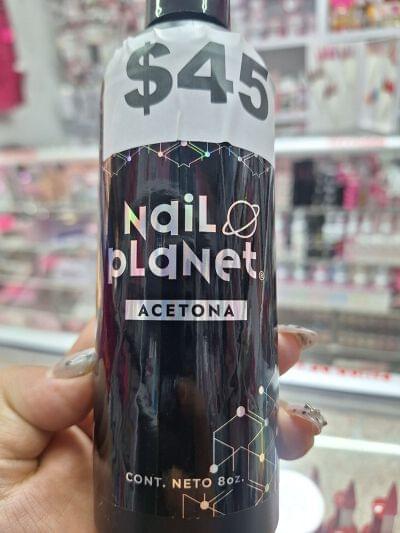 $45
NaiL
pLaNet®
ACETONA
CONT. NETO 8oz.